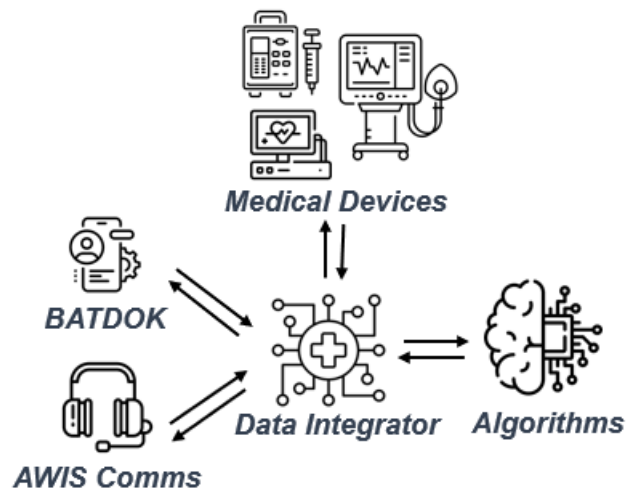 Medical Devices
BATDOK
Data Integrator
Algorithms
AWIS Comms